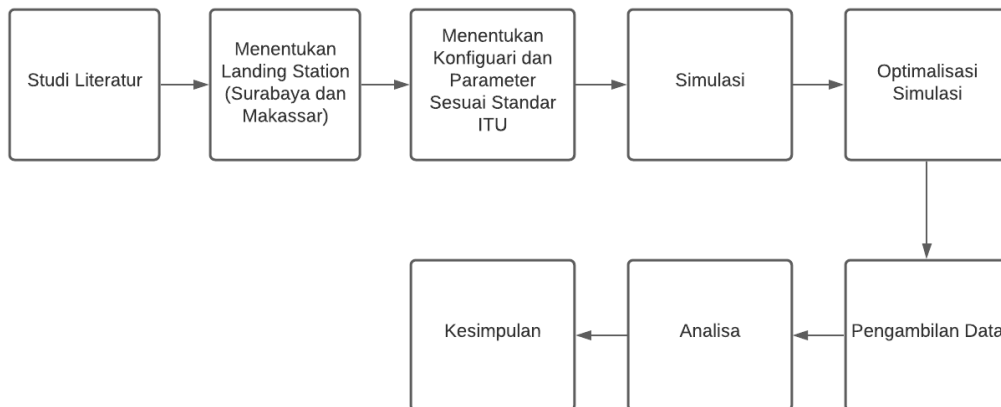 Studi Literatur
Menentukan
Landing Station
(Surabaya dan
Makassar)
Menentukan
Konfiguari dan
Parameter
Sesuai Standar
ITU
Simulasi
Optimalisasi
Simulasi
Pengambilan Data
Analisa
Kesimpulan